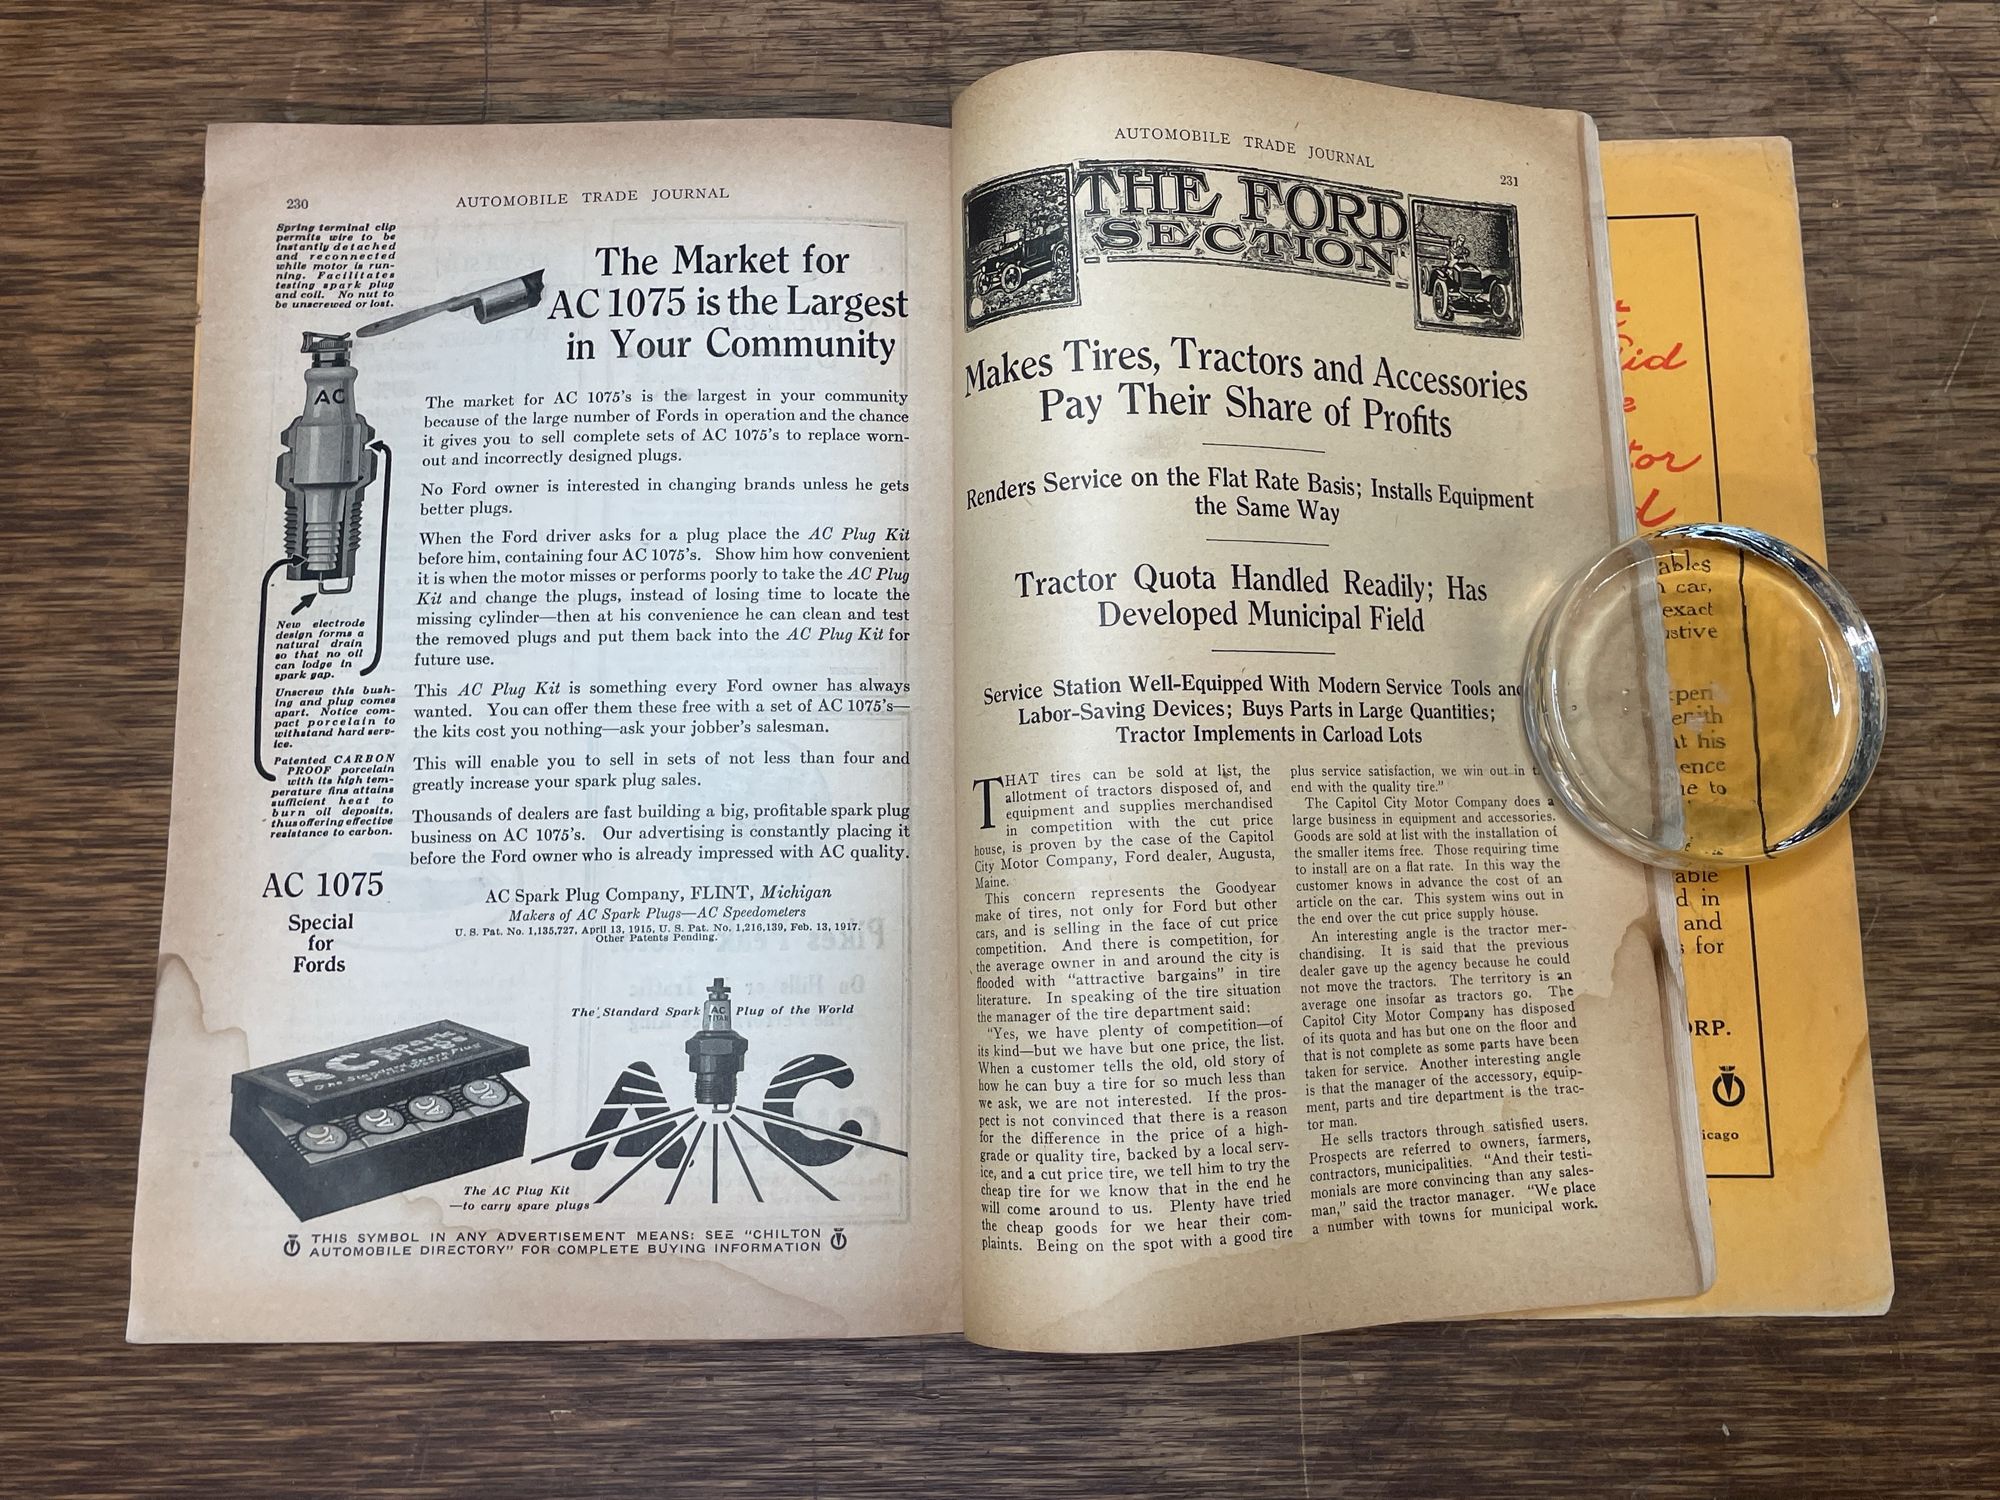 230
AUTOMOBILE TRADE JOURNAL
Spring terminal clip
permits wire to be
instantly detached
and reconnected
while motor is run-
ning. Facilitates
testing spark plug
and coil. No nut to
be unscrewed or lost.
The Market for
AC 1075 is the Largest
in Your Community
AC
The market for AC 1075's is the largest in your community
because of the large number of Fords in operation and the chance
it gives you to sell complete sets of AC 1075's to replace worn-
out and incorrectly designed plugs.
No Ford owner is interested in changing brands unless he gets
better plugs.
When the Ford driver asks for a plug place the AC Plug Kit
before him, containing four AC 1075's. Show him how convenient
it is when the motor misses or performs poorly to take the AC Plug
Kit and change the plugs, instead of losing time to locate the
missing cylinder—then at his convenience he can clean and test
the removed plugs and put them back into the AC Plug Kit for
future use.
This AC Plug Kit is something every Ford owner has always
wanted. You can offer them these free with a set of AC 1075's—
the kits cost you nothing—ask your jobber's salesman.
This will enable you to sell in sets of not less than four and
greatly increase your spark plug sales.
Thousands of dealers are fast building a big, profitable spark plug
business on AC 1075's. Our advertising is constantly placing it
before the Ford owner who is already impressed with AC quality.
New electrode
design forms a
natural drain
so that no oil
can lodge in
spark gap.
Unscrew this bush-
ing and plug comes
apart. Notice com-
pact porcelain to
withstand hard serv-
ice.
Patented CARBON
PROOF porcelain
with its high tem-
perature fins attains
sufficient heat to
burn oil deposits,
thus offering effective
resistance to carbon.
AC 1075
Special
for
Fords
AC Spark Plug Company, FLINT, Michigan
Makers of AC Spark Plugs—AC Speedometers
U. S. Pat. No. 1,135,727, April 13, 1915, U. S. Pat. No. 1,216,139, Feb. 13, 1917.
Other Patents Pending.
The Standard Spark Plug of the World
AC
TITAN
AC
AC Spark Plugs
The Standard Spark Plug
of the World
AC
AC
AC
AC
The AC Plug Kit
—to carry spare plugs
THIS SYMBOL IN ANY ADVERTISEMENT MEANS: SEE "CHILTON
AUTOMOBILE DIRECTORY" FOR COMPLETE BUYING INFORMATION
AUTOMOBILE TRADE JOURNAL
231
THE FORD
SECTION
Makes Tires, Tractors and Accessories
Pay Their Share of Profits
Renders Service on the Flat Rate Basis; Installs Equipment
the Same Way
Tractor Quota Handled Readily; Has
Developed Municipal Field
Service Station Well-Equipped With Modern Service Tools and
Labor-Saving Devices; Buys Parts in Large Quantities;
Tractor Implements in Carload Lots
THAT tires can be sold at list, the
allotment of tractors disposed of, and
equipment and supplies merchandised
in competition with the cut price
house, is proven by the case of the Capitol
City Motor Company, Ford dealer, Augusta,
Maine.
This concern represents the Goodyear
make of tires, not only for Ford but other
cars, and is selling in the face of cut price
competition. And there is competition, for
the average owner in and around the city is
flooded with "attractive bargains" in tire
literature. In speaking of the tire situation
the manager of the tire department said:
"Yes, we have plenty of competition—of
its kind—but we have but one price, the list.
When a customer tells the old, old story of
how he can buy a tire for so much less than
we ask, we are not interested. If the pros-
pect is not convinced that there is a reason
for the difference in the price of a high-
grade or quality tire, backed by a local serv-
ice, and a cut price tire, we tell him to try the
cheap tire for we know that in the end he
will come around to us. Plenty have tried
the cheap goods for we hear their com-
plaints. Being on the spot with a good tire
plus service satisfaction, we win out in
end with the quality tire."
The Capitol City Motor Company does a
large business in equipment and accessories.
Goods are sold at list with the installation of
the smaller items free. Those requiring time
to install are on a flat rate. In this way the
customer knows in advance the cost of an
article on the car. This system wins out in
the end over the cut price supply house.
An interesting angle is the tractor mer-
chandising. It is said that the previous
dealer gave up the agency because he could
not move the tractors. The territory is an
average one insofar as tractors go. The
Capitol City Motor Company has disposed
of its quota and has but one on the floor and
that is not complete as some parts have been
taken for service. Another interesting angle
is that the manager of the accessory, equip-
ment, parts and tire department is the trac-
tor man.
He sells tractors through satisfied users.
Prospects are referred to owners, farmers,
contractors, municipalities. "And their testi-
monials are more convincing than any sales-
man," said the tractor manager. "We place
a number with towns for municipal work.
ables
car,
exact
his
to
able
in
and
for
ORP.
icago